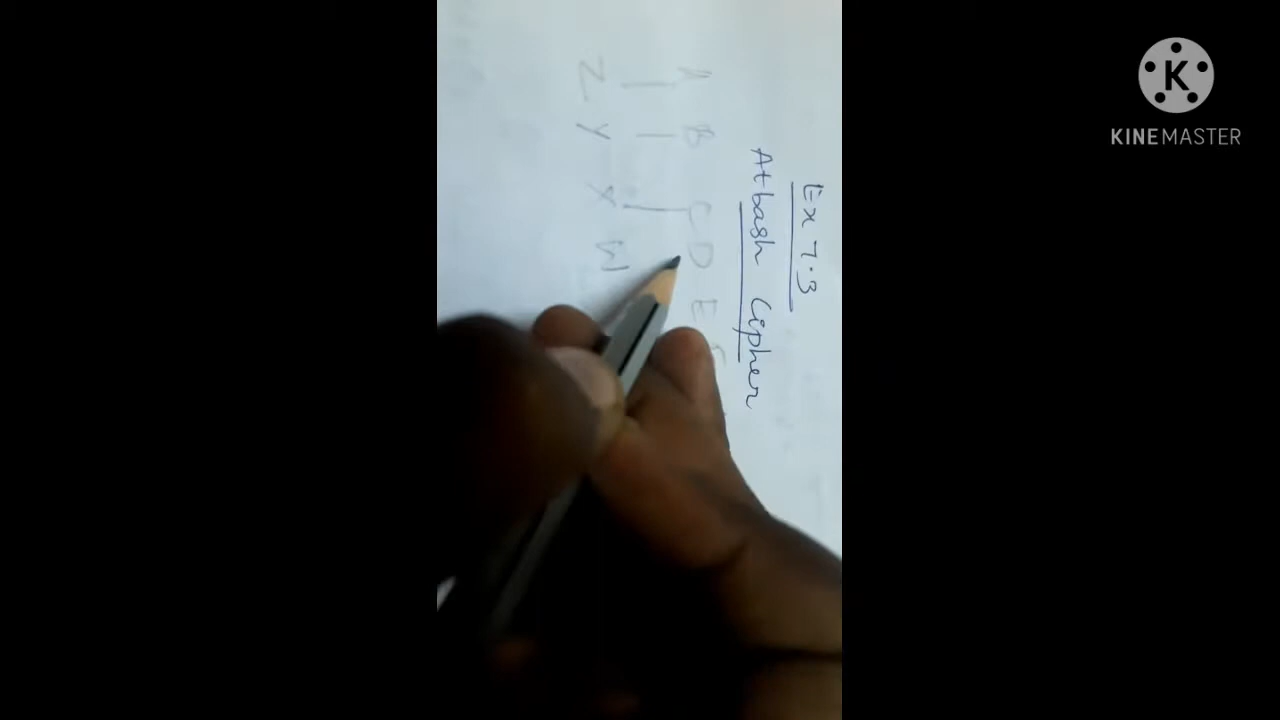 Ex 7.3
Atbash Cipher
A B C D E F
Z Y X W
K
KINEMASTER